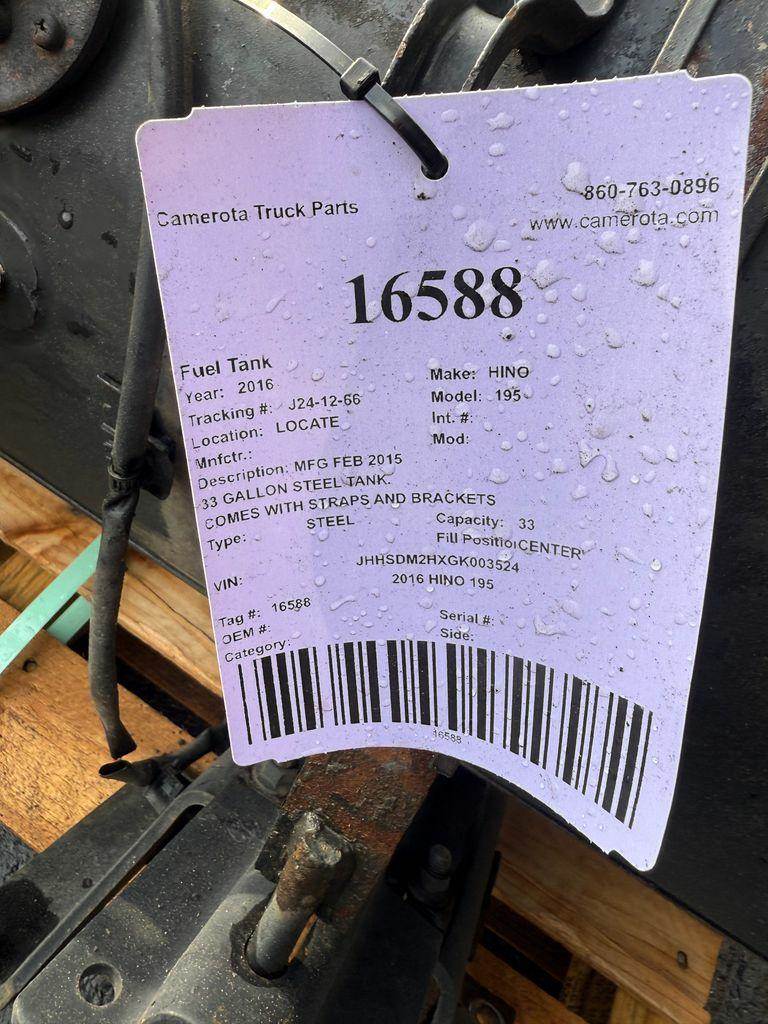 Camerota Truck Parts
860-763-0896
www.camerota.com
16588
Fuel Tank
Year: 2016
Make: HINO
Tracking #: J24-12-66
Model: 195
Location: LOCATE
Int. #:
Mnfctr.:
Mod:
Description: MFG FEB 2015
33 GALLON STEEL TANK.
COMES WITH STRAPS AND BRACKETS
Type: STEEL
Capacity: 33
Fill Positio CENTER
VIN: JHHSDM2HXGK003524
2016 HINO 195
Tag #: 16588
Serial #:
OEM #:
Side:
Category:
16588